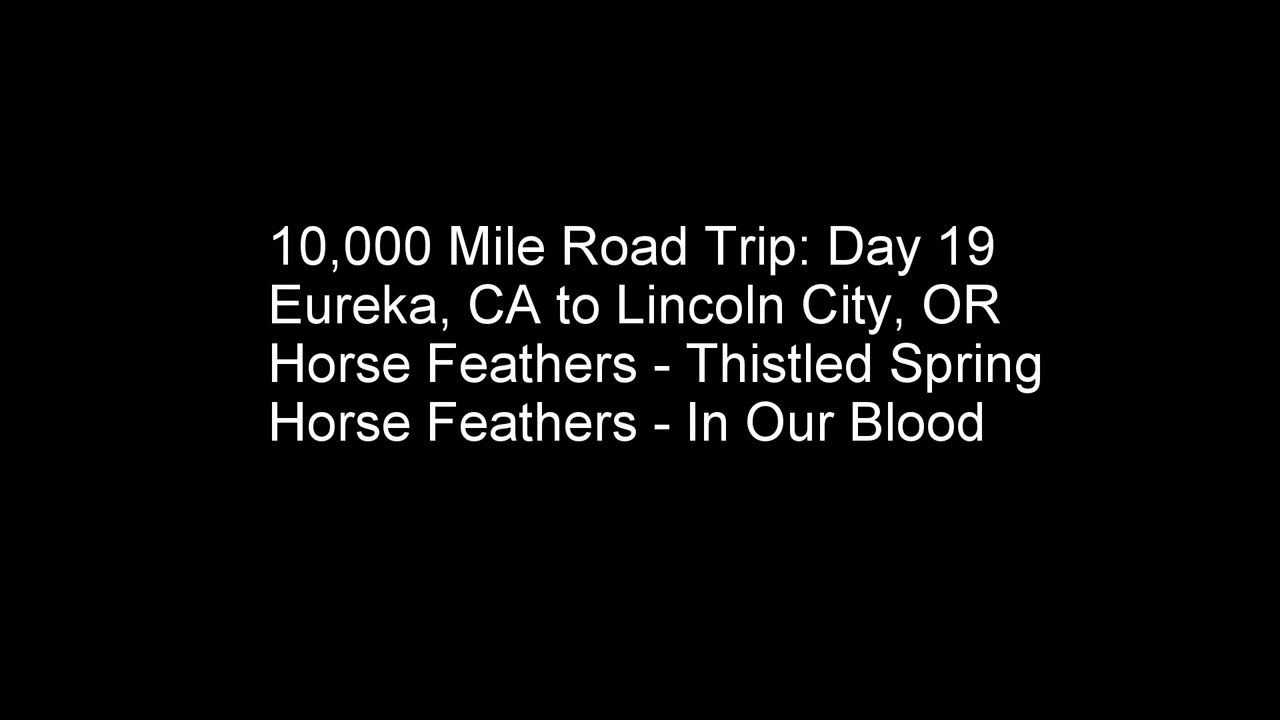 10,000 Mile Road Trip: Day 19
Eureka, CA to Lincoln City, OR
Horse Feathers - Thistled Spring
Horse Feathers - In Our Blood